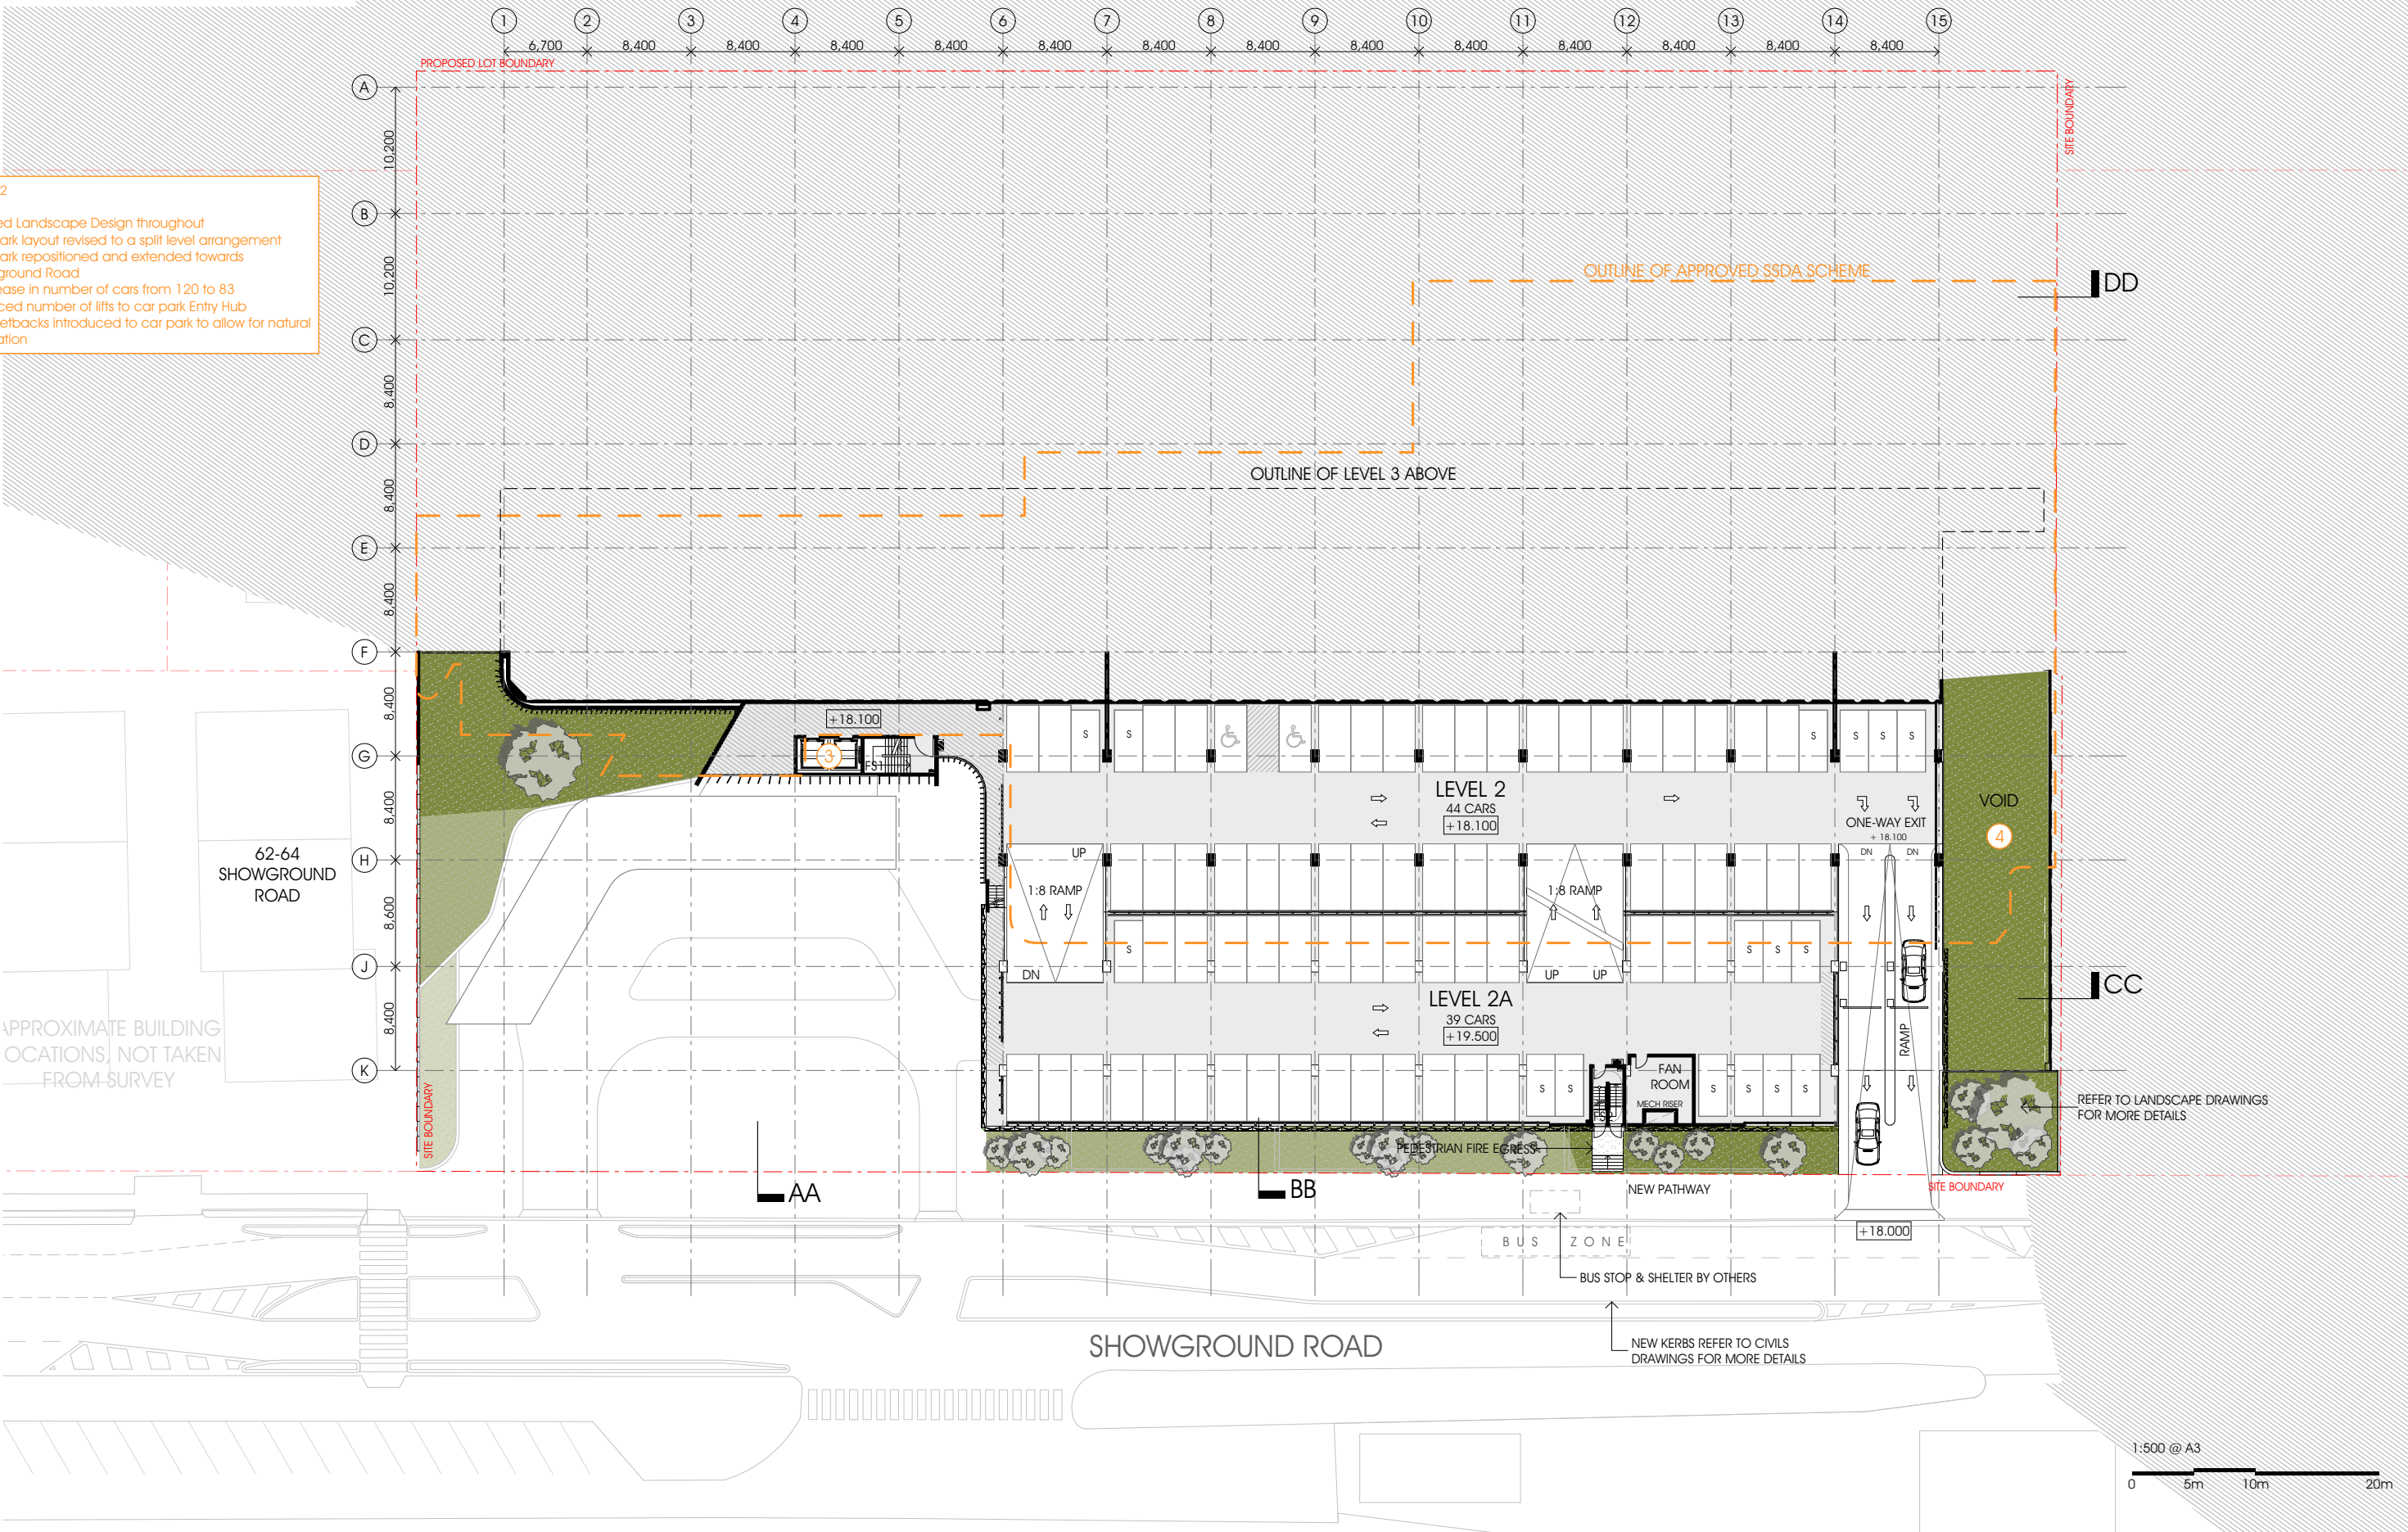 1 2 3 4 5 6 7 8 9 10 11 12 13 14 15
6,700 8,400 8,400 8,400 8,400 8,400 8,400 8,400 8,400 8,400 8,400 8,400 8,400 8,400
PROPOSED LOT BOUNDARY
SITE BOUNDARY
A
10,200
B
10,200
C
8,400
D
8,400
E
8,400
F
8,400
G
8,400
H
8,600
J
8,400
K
2
ed Landscape Design throughout
ark layout revised to a split level arrangement
ark repositioned and extended towards
ground Road
ease in number of cars from 120 to 83
ced number of lifts to car park Entry Hub
etbacks introduced to car park to allow for natural
ation
OUTLINE OF APPROVED SSDA SCHEME
DD
OUTLINE OF LEVEL 3 ABOVE
+18.100
3
FS1
S S S S S S
LEVEL 2
44 CARS
+18.100
VOID
4
ONE-WAY EXIT
+ 18.100
DN DN
UP
1:8 RAMP
1:8 RAMP
62-64
SHOWGROUND
ROAD
S S S S
DN
UP UP
LEVEL 2A
39 CARS
+19.500
CC
RAMP
APPROXIMATE BUILDING
OCATIONS, NOT TAKEN
FROM SURVEY
FAN
ROOM
MECH RISER
S S S S S S
SITE BOUNDARY
REFER TO LANDSCAPE DRAWINGS
FOR MORE DETAILS
PEDESTRIAN FIRE EGRESS
AA
BB
NEW PATHWAY
SITE BOUNDARY
+18.000
BUS ZONE
BUS STOP & SHELTER BY OTHERS
SHOWGROUND ROAD
NEW KERBS REFER TO CIVILS
DRAWINGS FOR MORE DETAILS
1:500 @ A3
0 5m 10m 20m